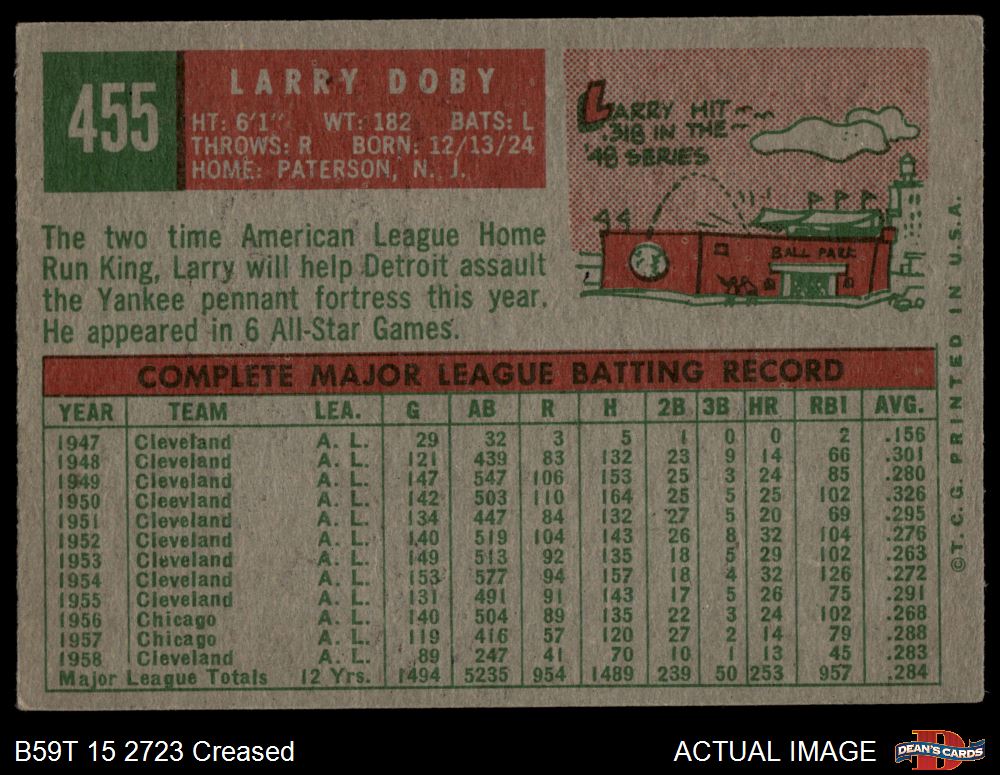 455
LARRY DOBY
HT: 6'1" WT: 182 BATS: L
THROWS: R BORN: 12/13/24
HOME: PATERSON, N. J.
LARRY HIT
.318 IN THE
'48 SERIES
44
BALL PARK
The two time American League Home
Run King, Larry will help Detroit assault
the Yankee pennant fortress this year.
He appeared in 6 All-Star Games.
COMPLETE MAJOR LEAGUE BATTING RECORD
YEAR TEAM LEA. G AB R H 2B 3B HR RBI AVG.
1947 Cleveland A. L. 29 32 3 5 1 0 0 2 .156
1948 Cleveland A. L. 121 439 83 132 23 9 14 66 .301
1949 Cleveland A. L. 147 547 106 153 25 3 24 85 .280
1950 Cleevland A. L. 142 503 110 164 25 5 25 102 .326
1951 Cleveland A. L. 134 447 84 132 27 5 20 69 .295
1952 Cleveland A. L. 140 519 104 143 26 8 32 104 .276
1953 Cleveland A. L. 149 513 92 135 18 5 29 102 .263
1954 Cleveland A. L. 153 577 94 157 18 4 32 126 .272
1955 Cleveland A. L. 131 491 91 143 17 5 26 75 .291
1956 Chicago A. L. 140 504 89 135 22 3 24 102 .268
1957 Chicago A. L. 119 416 57 120 27 2 14 79 .288
1958 Cleveland A. L. 89 247 41 70 10 1 13 45 .283
Major League Totals 12 Yrs. 1494 5235 954 1489 239 50 253 957 .284
©T. C. G. PRINTED IN U.S.A.
B59T 15 2723 Creased
ACTUAL IMAGE
DEAN'S CARDS